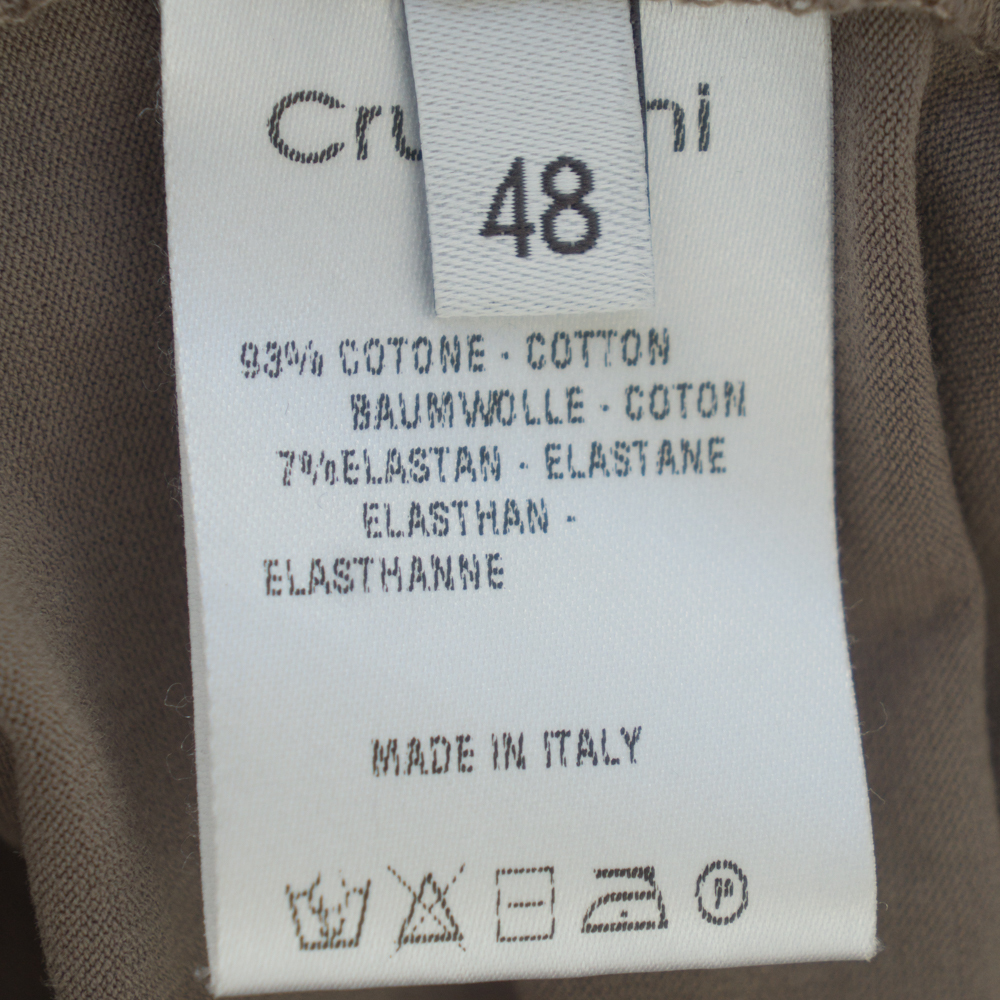 48
93% COTONE - COTTON
BAUMWOLLE - COTON
7%ELASTAN - ELASTANE
ELASTHAN -
ELASTHANNE
MADE IN ITALY
P